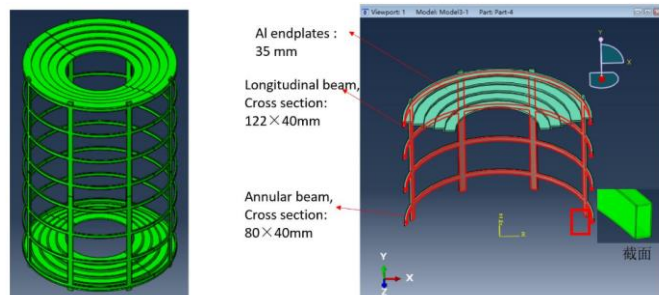 Al endplates :
35 mm
Longitudinal beam,
Cross section:
122×40mm
Annular beam,
Cross section:
80×40mm
Viewport: 1 Model: Model3-1 Part: Part-4
Y
X
截面
Y
X
Z